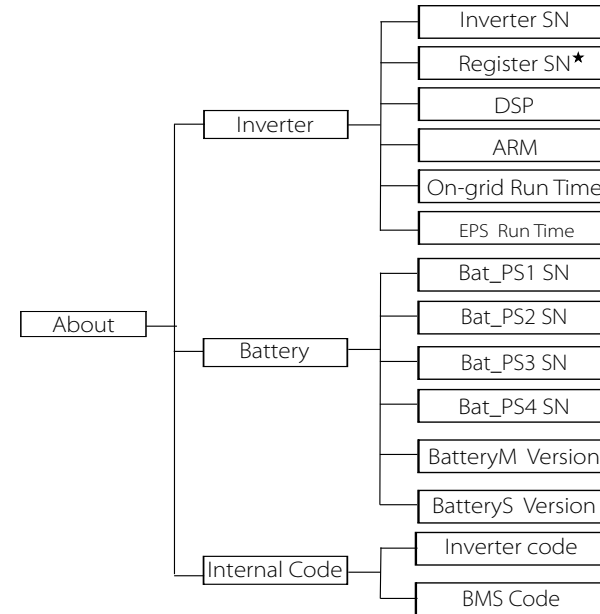 Inverter SN
Register SN★
DSP
Inverter
ARM
On-grid Run Time
EPS Run Time
Bat_PS1 SN
Bat_PS2 SN
About
Battery
Bat_PS3 SN
Bat_PS4 SN
BatteryM Version
BatteryS Version
Inverter code
Internal Code
BMS Code